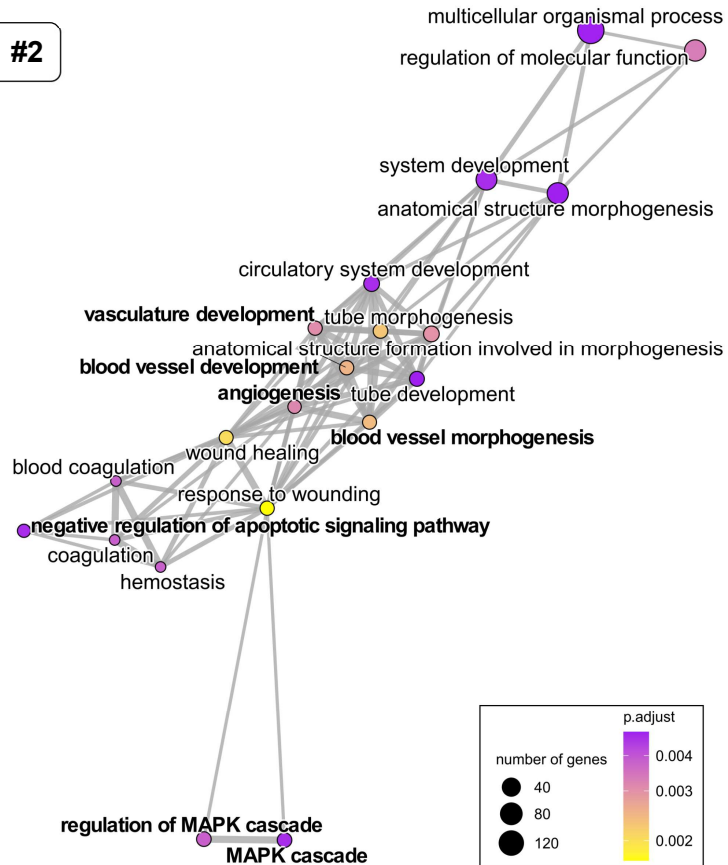 multicellular organismal process
#2
regulation of molecular function
system development
anatomical structure morphogenesis
circulatory system development
vasculature development
tube morphogenesis
anatomical structure formation involved in morphogenesis
blood vessel development
angiogenesis
tube development
blood vessel morphogenesis
wound healing
blood coagulation
response to wounding
negative regulation of apoptotic signaling pathway
coagulation
hemostasis
regulation of MAPK cascade
MAPK cascade
number of genes
40
80
120
p.adjust
0.004
0.003
0.002